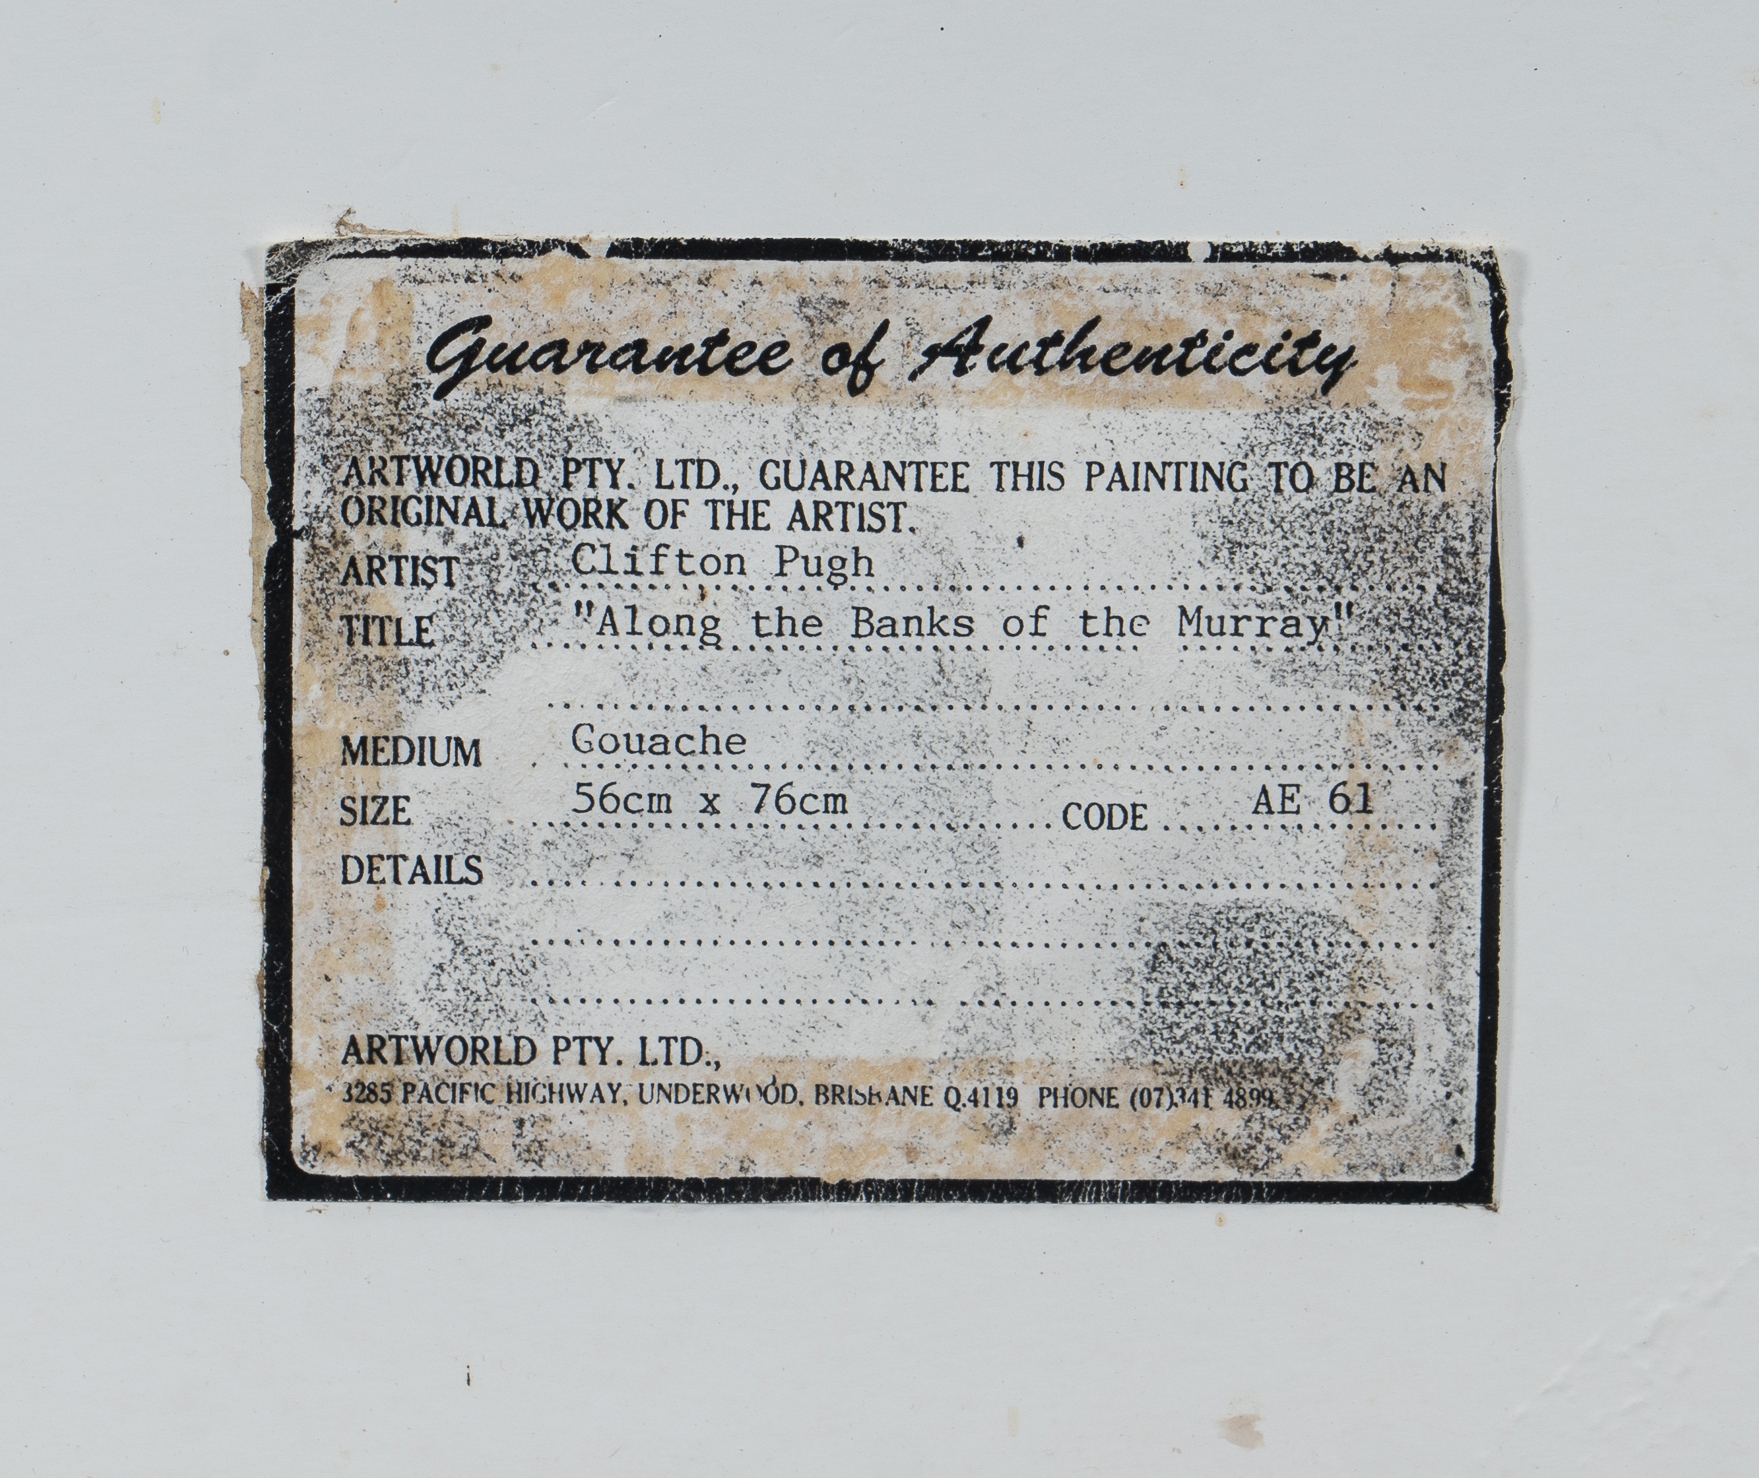 Guarantee of Authenticity
ARTWORLD PTY. LTD., GUARANTEE THIS PAINTING TO BE AN
ORIGINAL WORK OF THE ARTIST.
ARTIST Clifton Pugh
TITLE "Along the Banks of the Murray"
MEDIUM Gouache
SIZE 56cm x 76cm CODE AE 61
DETAILS
ARTWORLD PTY. LTD.,
3285 PACIFIC HIGHWAY, UNDERWOOD, BRISBANE Q.4119 PHONE (07)341 4899